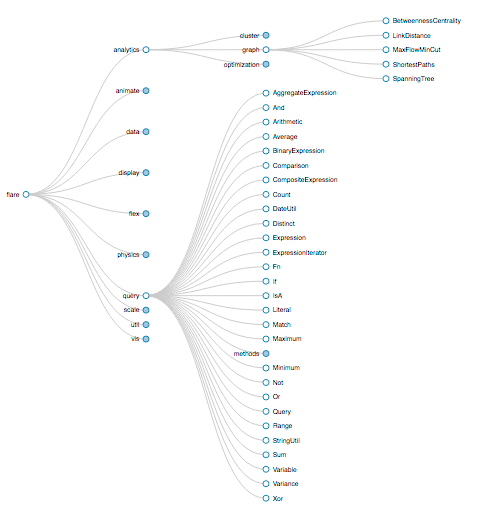 flare
analytics
animate
data
display
flex
physics
query
scale
util
vis
cluster
graph
optimization
BetweennessCentrality
LinkDistance
MaxFlowMinCut
ShortestPaths
SpanningTree
AggregateExpression
And
Arithmetic
Average
BinaryExpression
Comparison
CompositeExpression
Count
DateUtil
Distinct
Expression
ExpressionIterator
Fn
If
IsA
Literal
Match
Maximum
methods
Minimum
Not
Or
Query
Range
StringUtil
Sum
Variable
Variance
Xor